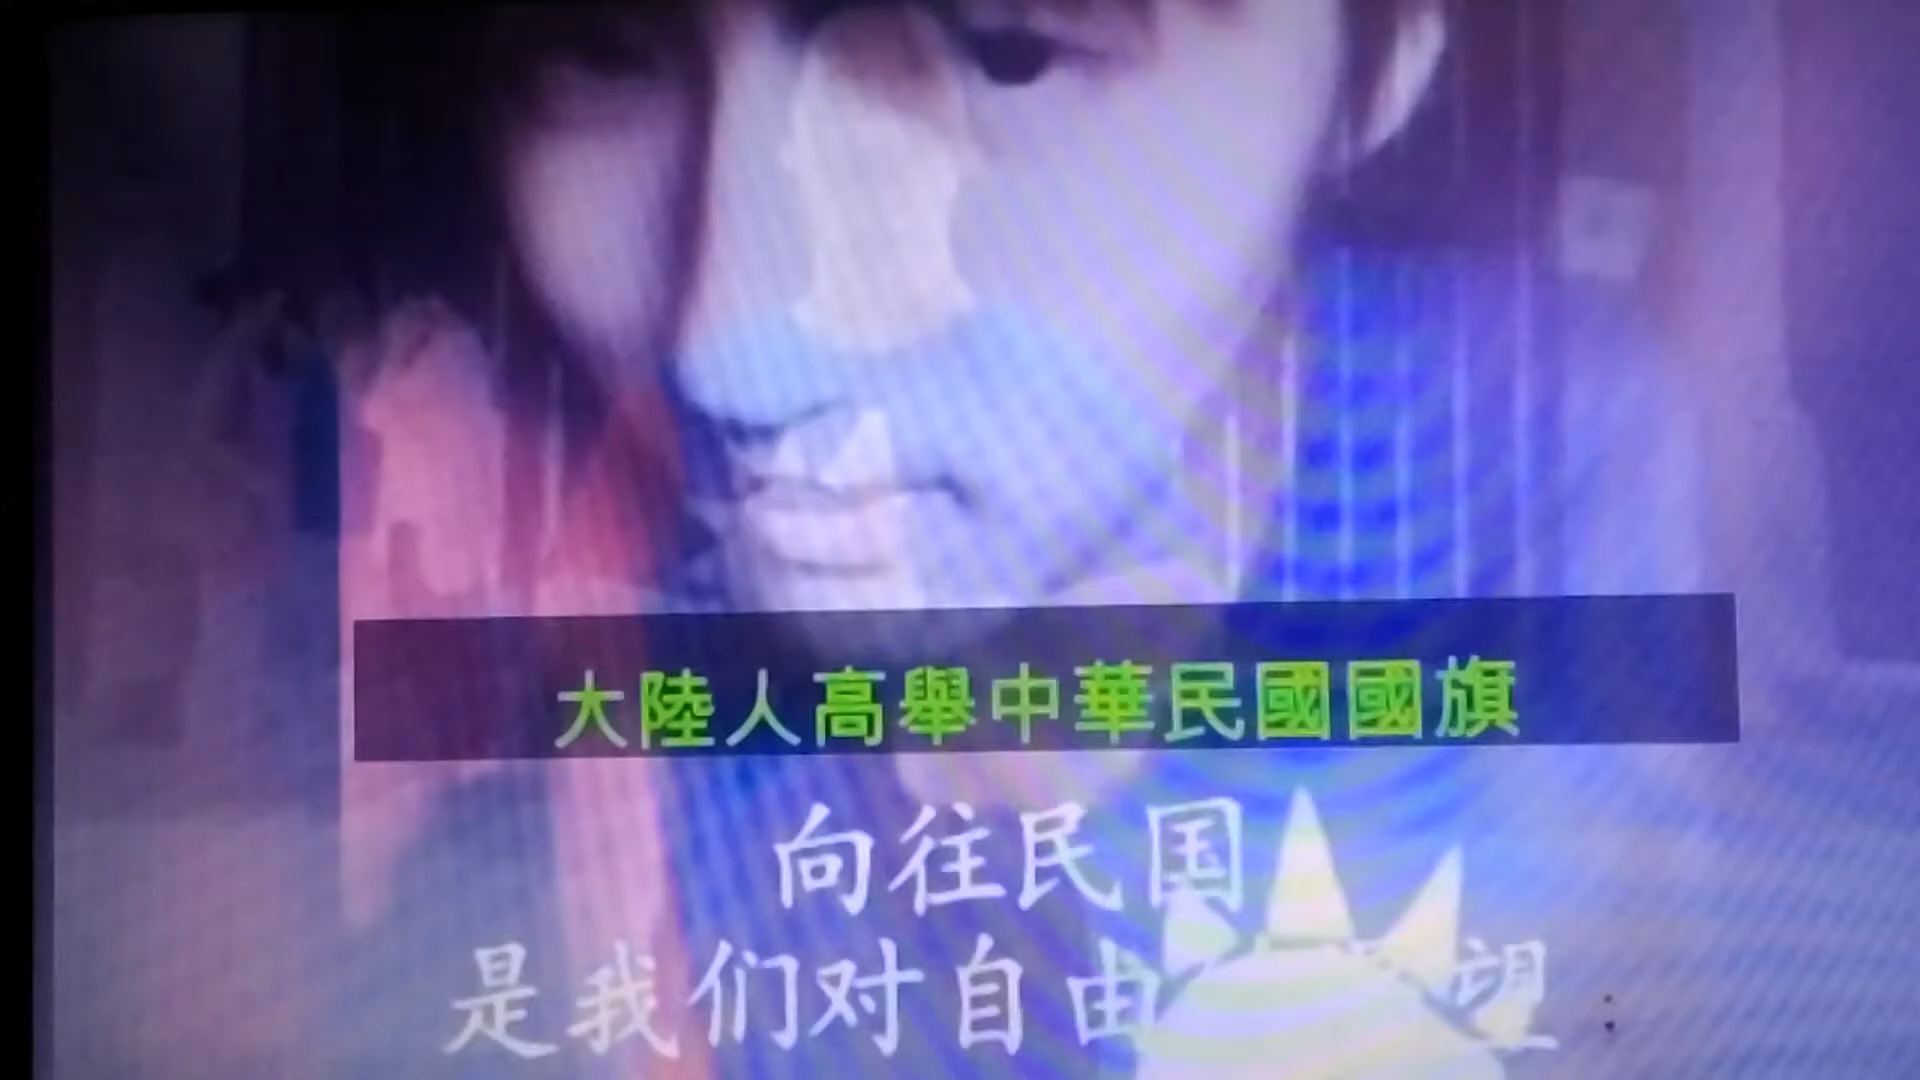 大陸人高舉中華民國國旗
向往民国
是我们对自由 望